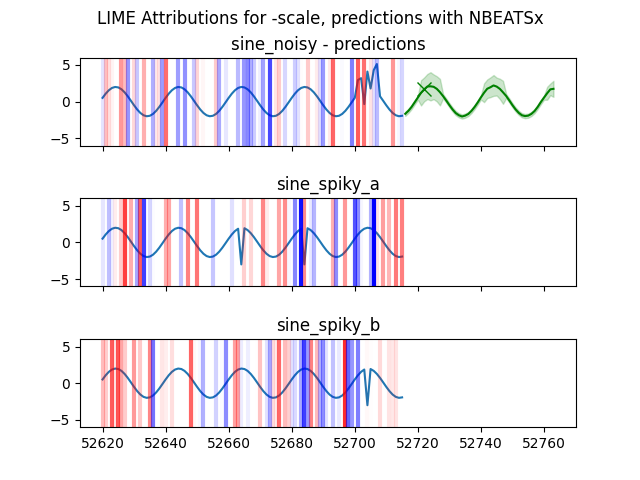 LIME Attributions for -scale, predictions with NBEATSx
sine_noisy - predictions
5
0
−5
sine_spiky_a
5
0
−5
sine_spiky_b
5
0
−5
52620 52640 52660 52680 52700 52720 52740 52760